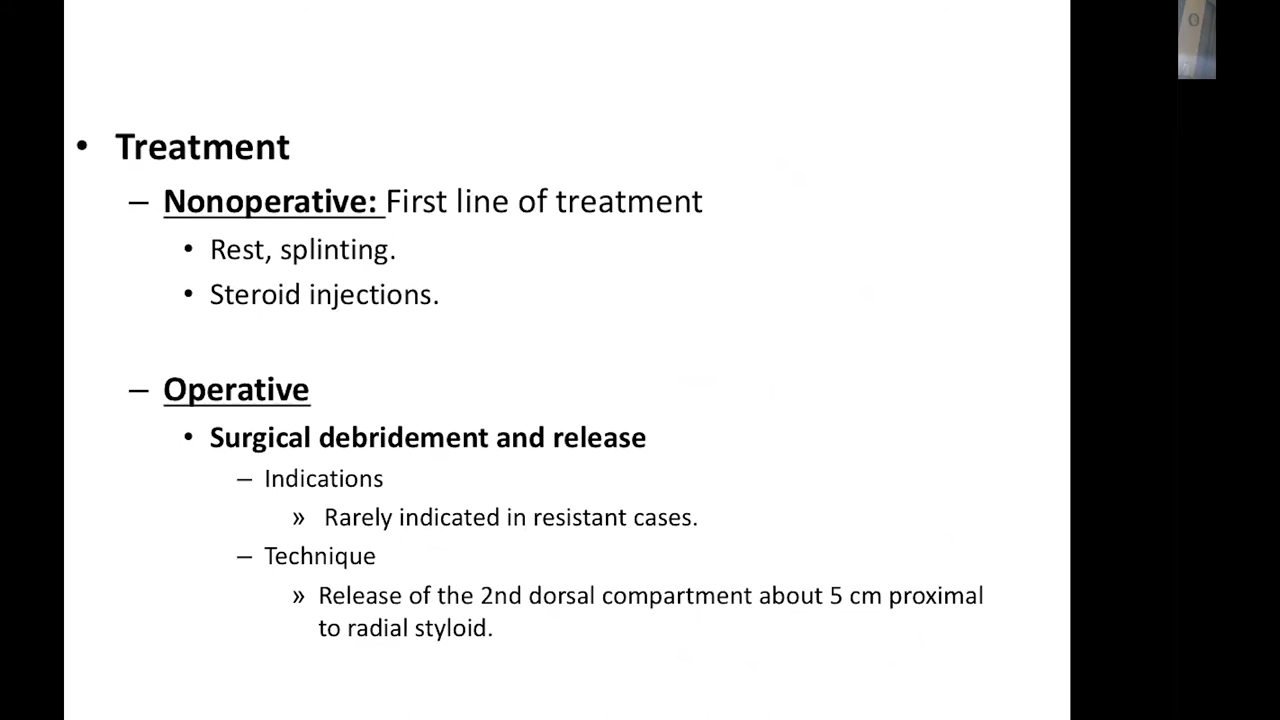 • Treatment
– Nonoperative: First line of treatment
• Rest, splinting.
• Steroid injections.
– Operative
• Surgical debridement and release
– Indications
» Rarely indicated in resistant cases.
– Technique
» Release of the 2nd dorsal compartment about 5 cm proximal
to radial styloid.